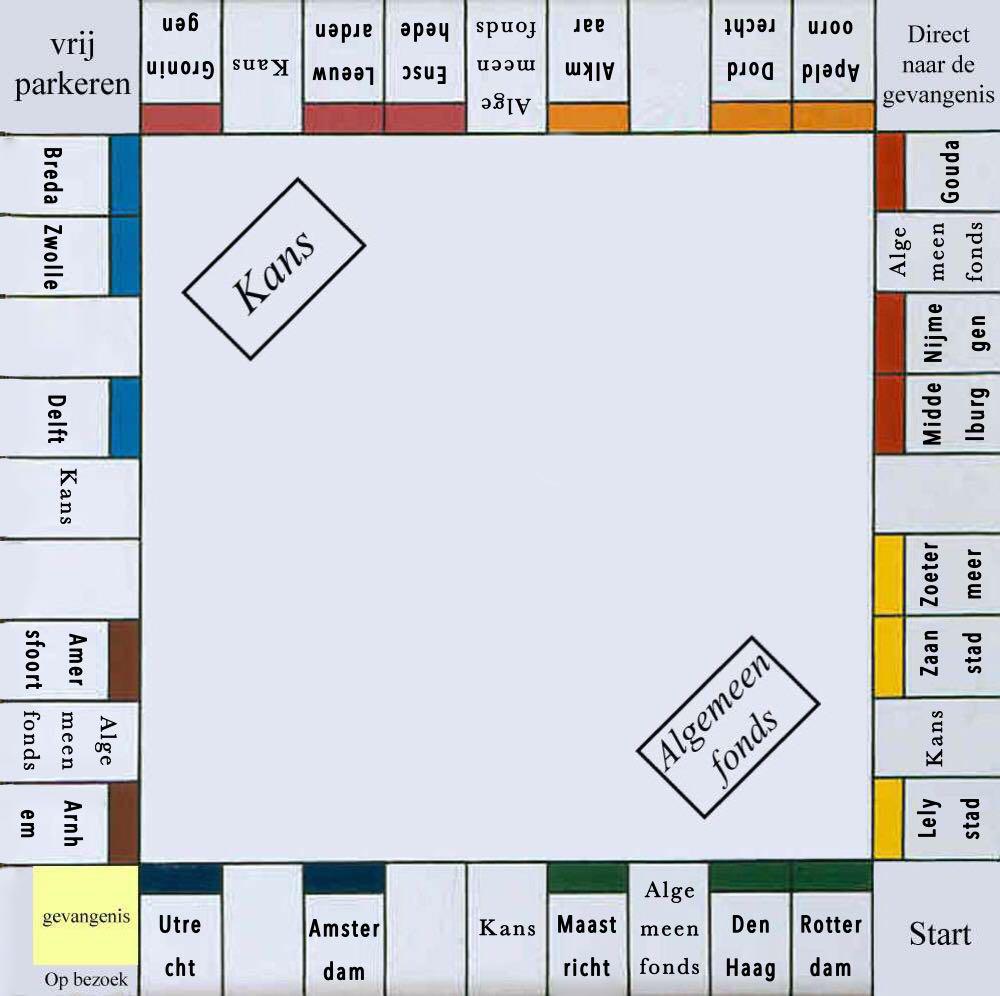 vrij
parkeren
Gronin
gen
Kans
Leeuw
arden
Ensc
hede
Alge
meen
fonds
Alkm
aar
Dord
recht
Apeld
oorn
Direct
naar de
gevangenis
Breda
Zwolle
Delft
Kans
Amer
sfoort
Alge
meen
fonds
Arnh
em
Kans
Algemeen
fonds
Gouda
Alge
meen
fonds
Nijme
gen
Midde
lburg
Zoeter
meer
Zaan
stad
Kans
Lely
stad
gevangenis
Op bezoek
Utre
cht
Amster
dam
Kans
Maast
richt
Alge
meen
fonds
Den
Haag
Rotter
dam
Start